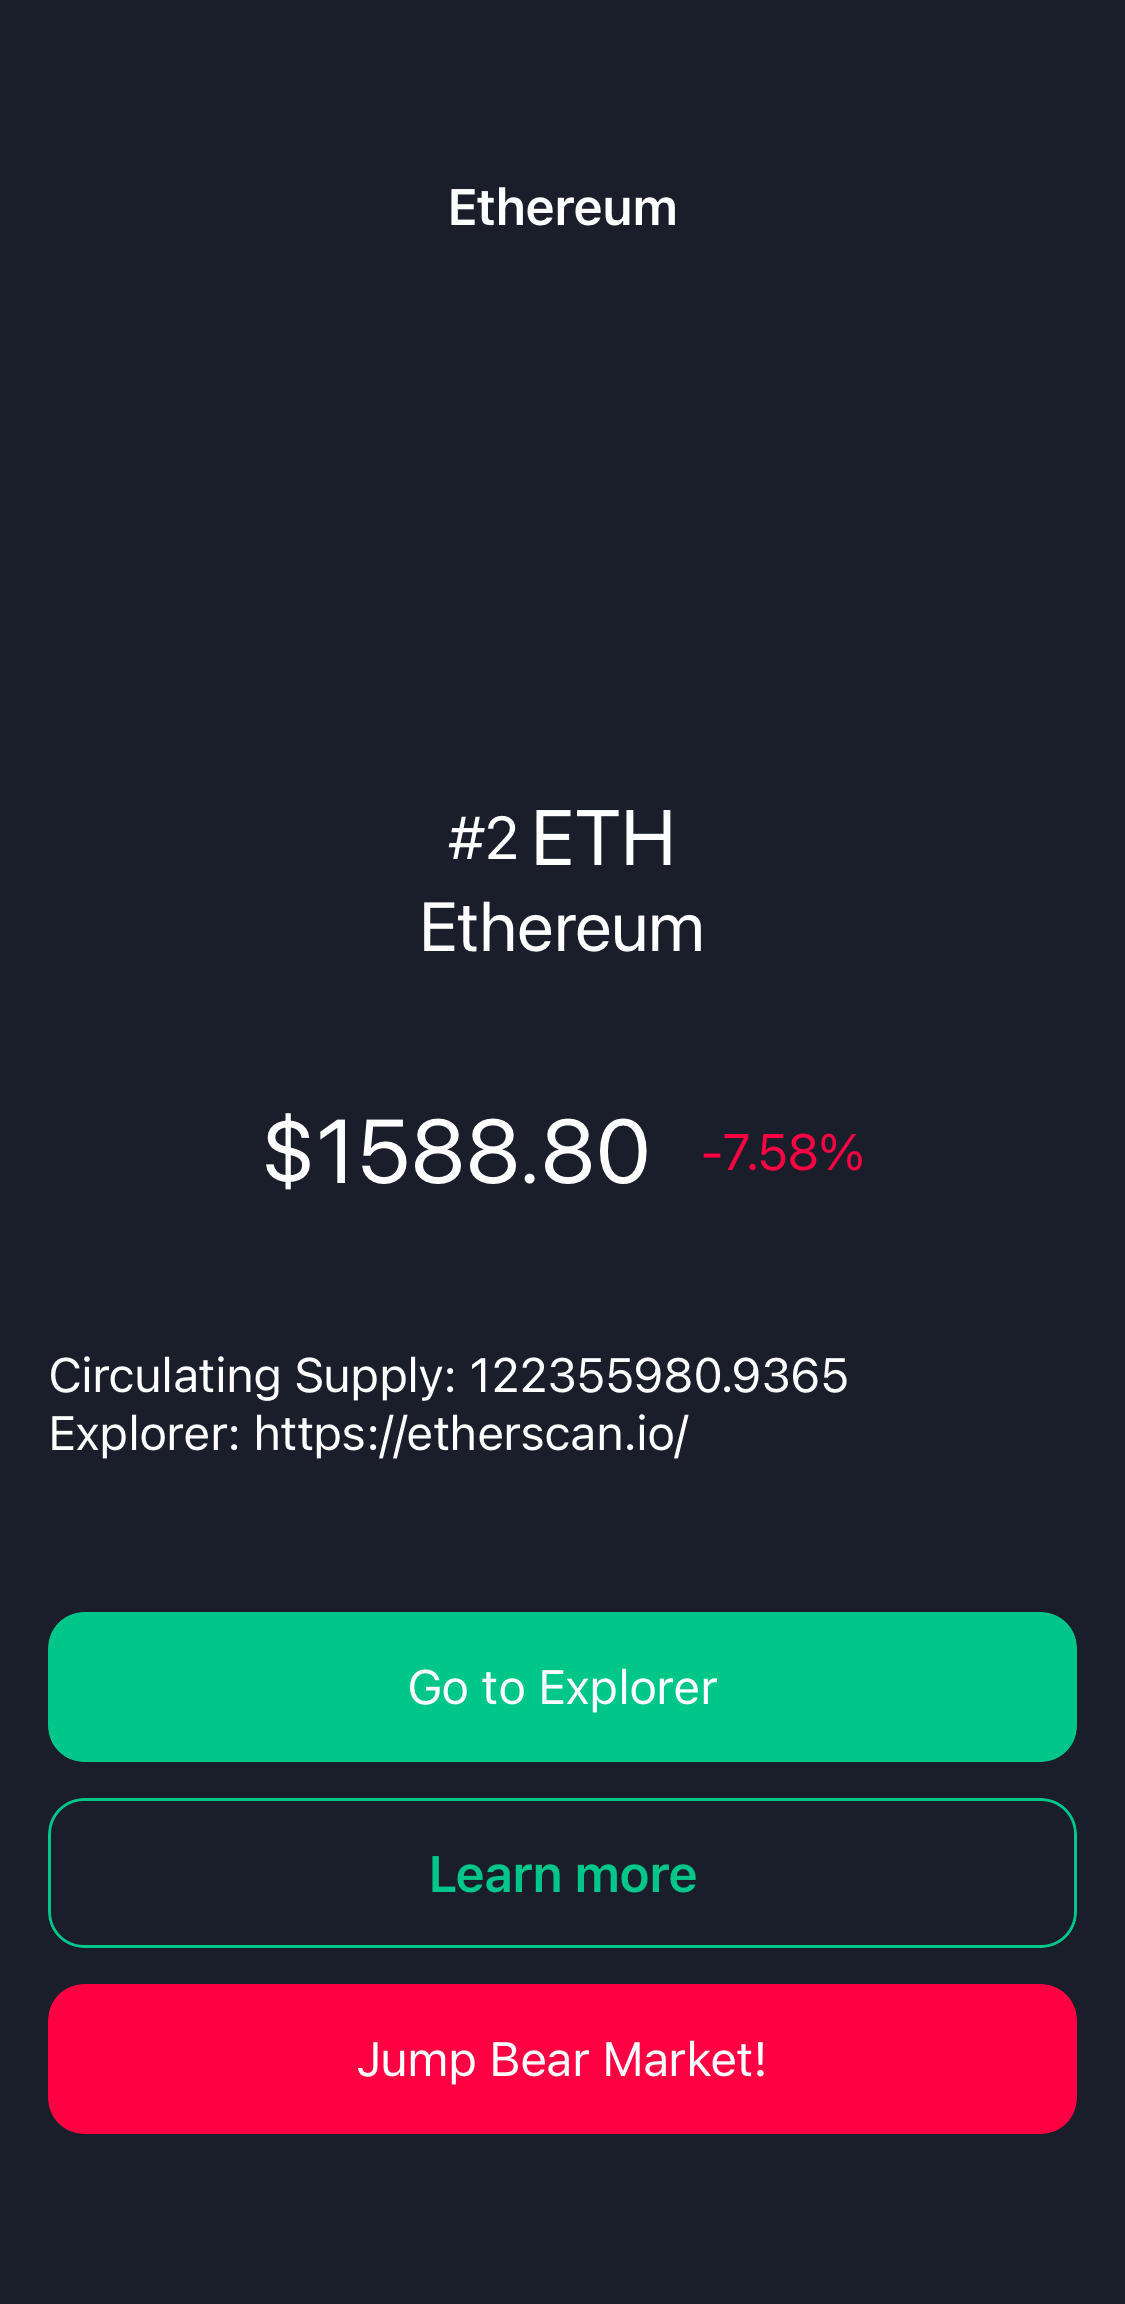 Ethereum
#2 ETH
Ethereum
$1588.80 -7.58%
Circulating Supply: 122355980.9365
Explorer: https://etherscan.io/
Go to Explorer
Learn more
Jump Bear Market!